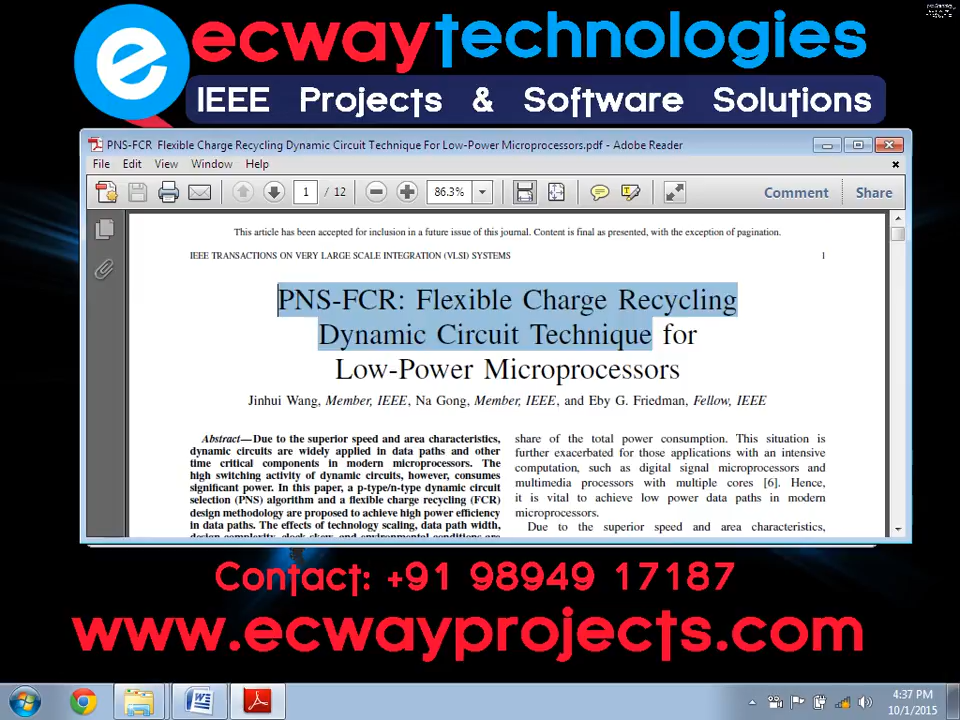 ecwaytechnologies
IEEE Projects & Software Solutions
PNS-FCR Flexible Charge Recycling Dynamic Circuit Technique For Low-Power Microprocessors.pdf - Adobe Reader
File Edit View Window Help
1 / 12 86.3% Comment Share
This article has been accepted for inclusion in a future issue of this journal. Content is final as presented, with the exception of pagination.
IEEE TRANSACTIONS ON VERY LARGE SCALE INTEGRATION (VLSI) SYSTEMS 1
PNS-FCR: Flexible Charge Recycling
Dynamic Circuit Technique for
Low-Power Microprocessors
Jinhui Wang, Member, IEEE, Na Gong, Member, IEEE, and Eby G. Friedman, Fellow, IEEE
Abstract—Due to the superior speed and area characteristics,
dynamic circuits are widely applied in data paths and other
time critical components in modern microprocessors. The
high switching activity of dynamic circuits, however, consumes
significant power. In this paper, a p-type/n-type dynamic circuit
selection (PNS) algorithm and a flexible charge recycling (FCR)
design methodology are proposed to achieve high power efficiency
in data paths. The effects of technology scaling, data path width,
design complexity, clock skew, and environmental conditions are
share of the total power consumption. This situation is
further exacerbated for those applications with an intensive
computation, such as digital signal microprocessors and
multimedia processors with multiple cores [6]. Hence,
it is vital to achieve low power data paths in modern
microprocessors.
Due to the superior speed and area characteristics,
Contact: +91 98949 17187
www.ecwayprojects.com
4:37 PM
10/1/2015